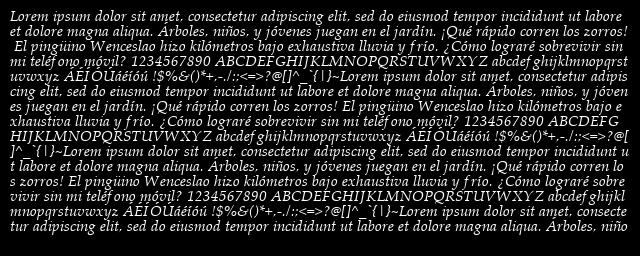 Lorem ipsum dolor sit amet, consectetur adipiscing elit, sed do eiusmod tempor incididunt ut labore
et dolore magna aliqua. Árboles, niños, y jóvenes juegan en el jardín. ¡Qué rápido corren los zorros!
El pingüino Wenceslao hizo kilómetros bajo exhaustiva lluvia y frío. ¿Cómo lograré sobrevivir sin
mi teléfono móvil? 1234567890 ABCDEFGHIJKLMNOPQRSTUVWXYZ abcdefghijklmnopqrst
uvwxyz ÁÉÍÓÚáéíóú !$%&()*+,-./:;<=>?@[]^_`{|}~Lorem ipsum dolor sit amet, consectetur adipis
cing elit, sed do eiusmod tempor incididunt ut labore et dolore magna aliqua. Árboles, niños, y jóven
es juegan en el jardín. ¡Qué rápido corren los zorros! El pingüino Wenceslao hizo kilómetros bajo e
xhaustiva lluvia y frío. ¿Cómo lograré sobrevivir sin mi teléfono móvil? 1234567890 ABCDEFG
HIJKLMNOPQRSTUVWXYZ abcdefghijklmnopqrstuvwxyz ÁÉÍÓÚáéíóú !$%&()*+,-./:;<=>?@[
]^_`{|}~Lorem ipsum dolor sit amet, consectetur adipiscing elit, sed do eiusmod tempor incididunt u
t labore et dolore magna aliqua. Árboles, niños, y jóvenes juegan en el jardín. ¡Qué rápido corren lo
s zorros! El pingüino Wenceslao hizo kilómetros bajo exhaustiva lluvia y frío. ¿Cómo lograré sobre
vivir sin mi teléfono móvil? 1234567890 ABCDEFGHIJKLMNOPQRSTUVWXYZ abcdefghijkl
mnopqrstuvwxyz ÁÉÍÓÚáéíóú !$%&()*+,-./:;<=>?@[]^_`{|}~Lorem ipsum dolor sit amet, consecte
tur adipiscing elit, sed do eiusmod tempor incididunt ut labore et dolore magna aliqua. Árboles, niño